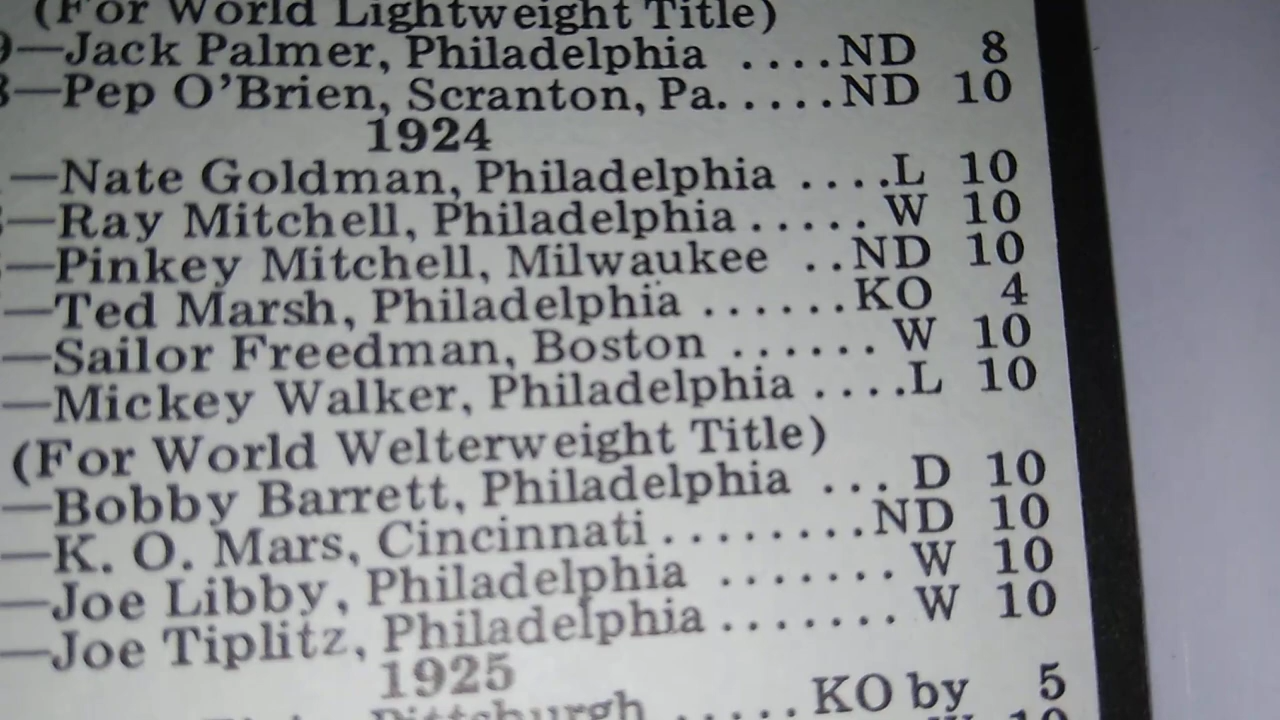 (For World Lightweight Title)
9—Jack Palmer, Philadelphia ....ND 8
8—Pep O'Brien, Scranton, Pa. ....ND 10
1924
—Nate Goldman, Philadelphia ....L 10
—Ray Mitchell, Philadelphia ..... W 10
—Pinkey Mitchell, Milwaukee ..ND 10
—Ted Marsh, Philadelphia ......KO 4
—Sailor Freedman, Boston ....... W 10
—Mickey Walker, Philadelphia ....L 10
(For World Welterweight Title)
—Bobby Barrett, Philadelphia ... D 10
—K. O. Mars, Cincinnati .........ND 10
—Joe Libby, Philadelphia ....... W 10
—Joe Tiplitz, Philadelphia ....... W 10
1925
Pittsburgh .....KO by 5